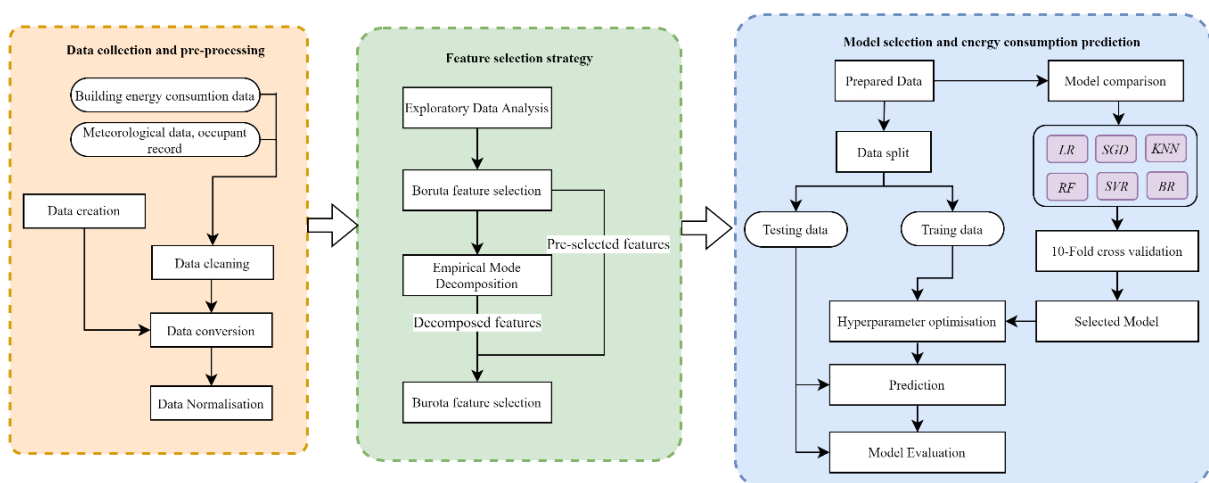 Data collection and pre-processing
Building energy consumtion data
Meteorological data, occupant
record
Data creation
Data cleaning
Data conversion
Data Normalisation
Feature selection strategy
Exploratory Data Analysis
Boruta feature selection
Pre-selected features
Empirical Mode
Decomposition
Decomposed features
Burota feature selection
Model selection and energy consumption prediction
Prepared Data
Model comparison
Data split
LR SGD KNN
RF SVR BR
Testing data
Traing data
10-Fold cross validation
Hyperparameter optimisation
Selected Model
Prediction
Model Evaluation